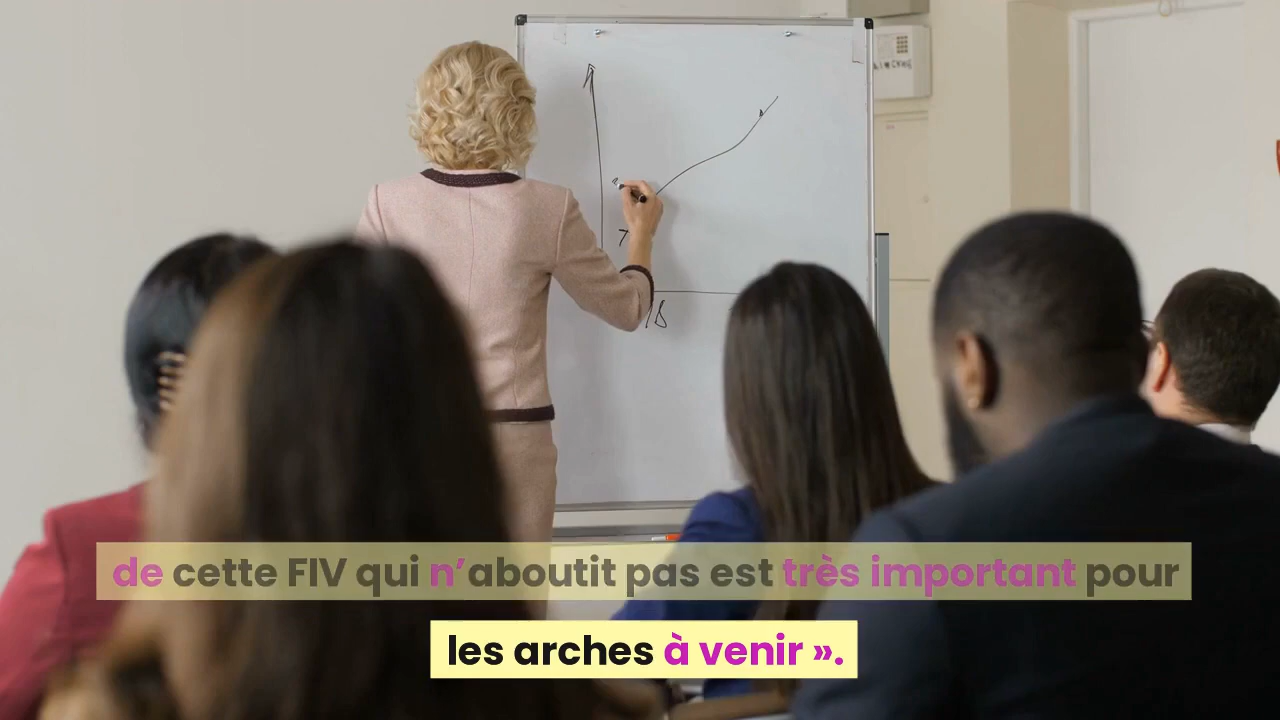 de cette FIV qui n’aboutit pas est très important pour
les arches à venir ».